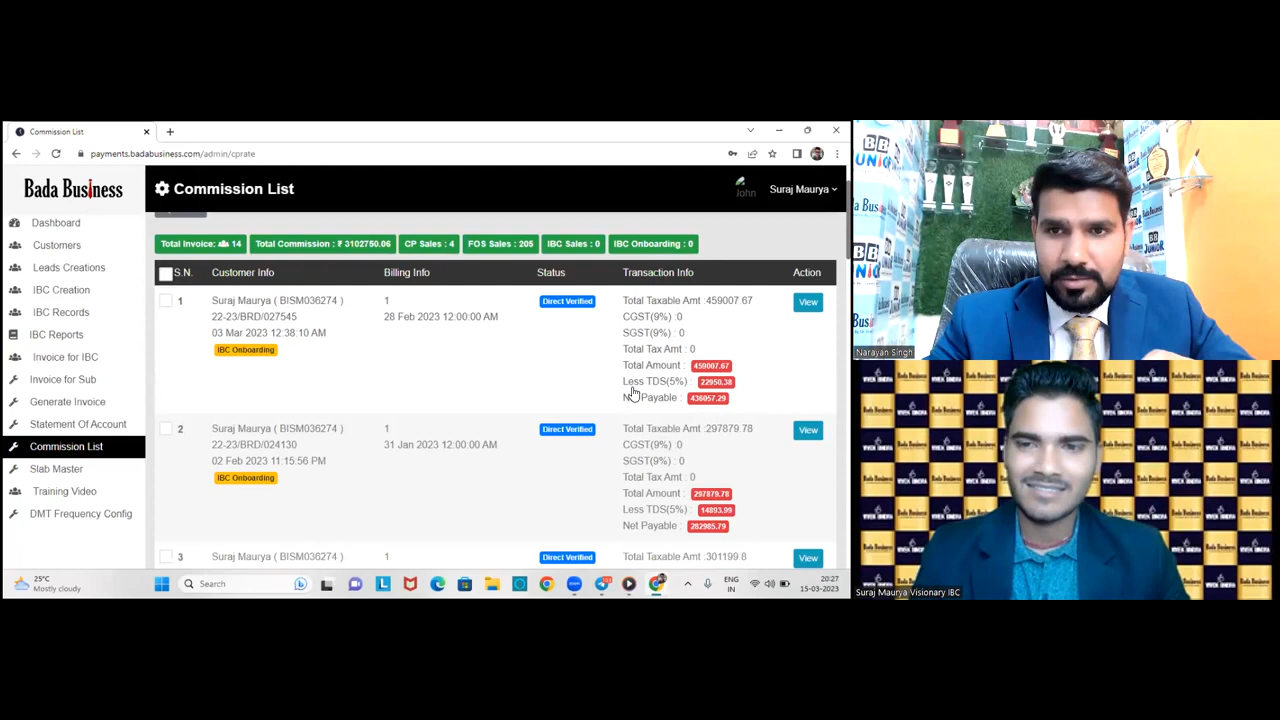 Commission List
payments.badabusiness.com/admin/cprate
Bada Business
Commission List
John
Suraj Maurya
Dashboard
Customers
Leads Creations
IBC Creation
IBC Records
IBC Reports
Invoice for IBC
Invoice for Sub
Generate Invoice
Statement Of Account
Commission List
Slab Master
Training Video
DMT Frequency Config
Total Invoice: 14
Total Commission : ₹ 3102750.06
CP Sales : 4
FOS Sales : 205
IBC Sales : 0
IBC Onboarding : 0
S.N. Customer Info Billing Info Status Transaction Info Action
1 Suraj Maurya ( BISM036274 ) 1 Direct Verified Total Taxable Amt :459007.67 View
22-23/BRD/027545 28 Feb 2023 12:00:00 AM CGST(9%) :0
03 Mar 2023 12:38:10 AM SGST(9%) : 0
IBC Onboarding Total Tax Amt : 0
Total Amount : 459007.67
Less TDS(5%) : 22950.38
Net Payable : 436057.29
2 Suraj Maurya ( BISM036274 ) 1 Direct Verified Total Taxable Amt :297879.78 View
22-23/BRD/024130 31 Jan 2023 12:00:00 AM CGST(9%) :0
02 Feb 2023 11:15:56 PM SGST(9%) : 0
IBC Onboarding Total Tax Amt : 0
Total Amount : 297879.78
Less TDS(5%) : 14893.99
Net Payable : 282985.79
3 Suraj Maurya ( BISM036274 ) 1 Direct Verified Total Taxable Amt :301199.8 View
25°C
Mostly cloudy
Search
ENG
IN
20:27
15-03-2023
Narayan Singh
Suraj Maurya Visionary IBC